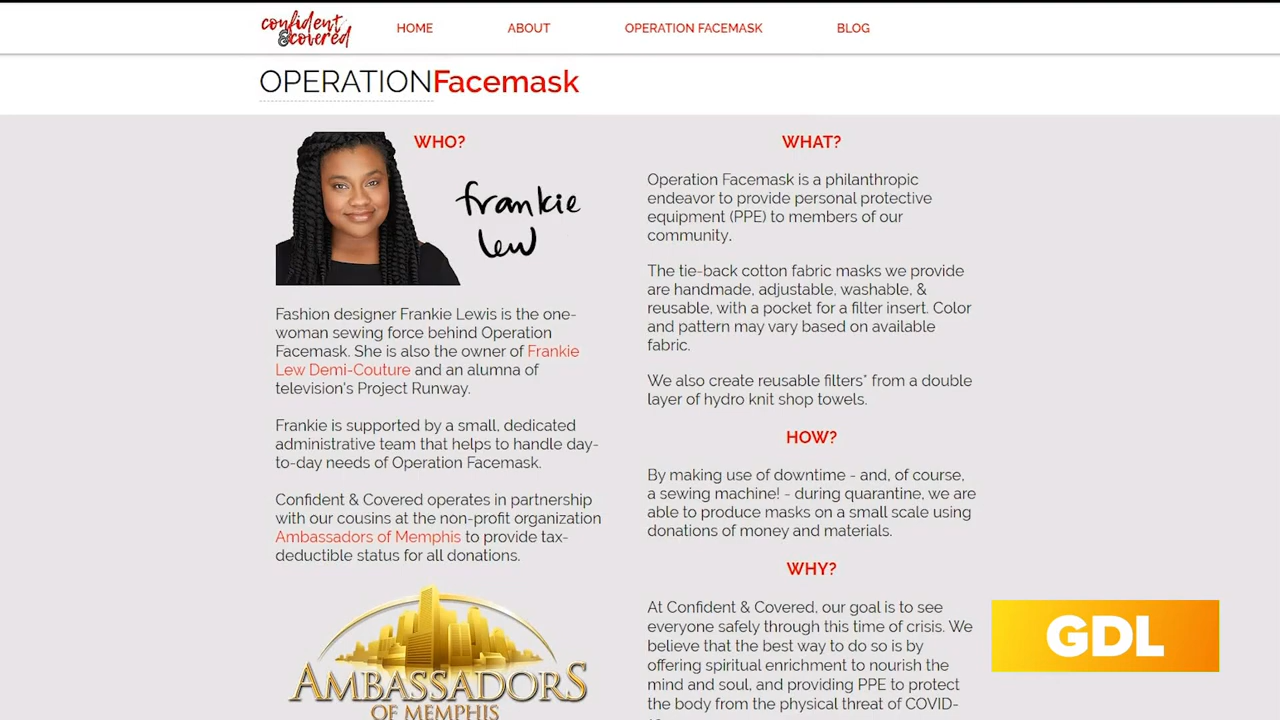 confident
&covered
HOME
ABOUT
OPERATION FACEMASK
BLOG
OPERATIONFacemask
WHO?
frankie
lew
Fashion designer Frankie Lewis is the one-
woman sewing force behind Operation
Facemask. She is also the owner of Frankie
Lew Demi-Couture and an alumna of
television's Project Runway.
Frankie is supported by a small, dedicated
administrative team that helps to handle day-
to-day needs of Operation Facemask.
Confident & Covered operates in partnership
with our cousins at the non-profit organization
Ambassadors of Memphis to provide tax-
deductible status for all donations.
AMBASSADORS
OF MEMPHIS
WHAT?
Operation Facemask is a philanthropic
endeavor to provide personal protective
equipment (PPE) to members of our
community.
The tie-back cotton fabric masks we provide
are handmade, adjustable, washable, &
reusable, with a pocket for a filter insert. Color
and pattern may vary based on available
fabric.
We also create reusable filters* from a double
layer of hydro knit shop towels.
HOW?
By making use of downtime - and, of course,
a sewing machine! - during quarantine, we are
able to produce masks on a small scale using
donations of money and materials.
WHY?
At Confident & Covered, our goal is to see
everyone safely through this time of crisis. We
believe that the best way to do so is by
offering spiritual enrichment to nourish the
mind and soul, and providing PPE to protect
the body from the physical threat of COVID-
GDL